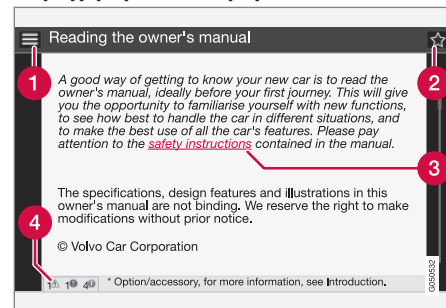 Reading the owner's manual
1
2
A good way of getting to know your new car is to read the
owner's manual, ideally before your first journey. This will give
you the opportunity to familiarise yourself with new functions,
to see how best to handle the car in different situations, and
to make the best use of all the car's features. Please pay
attention to the safety instructions contained in the manual.
3
The specifications, design features and illustrations in this
owner's manual are not binding. We reserve the right to make
modifications without prior notice.
4
© Volvo Car Corporation
1 1 4 * Option/accessory, for more information, see Introduction.
G050532